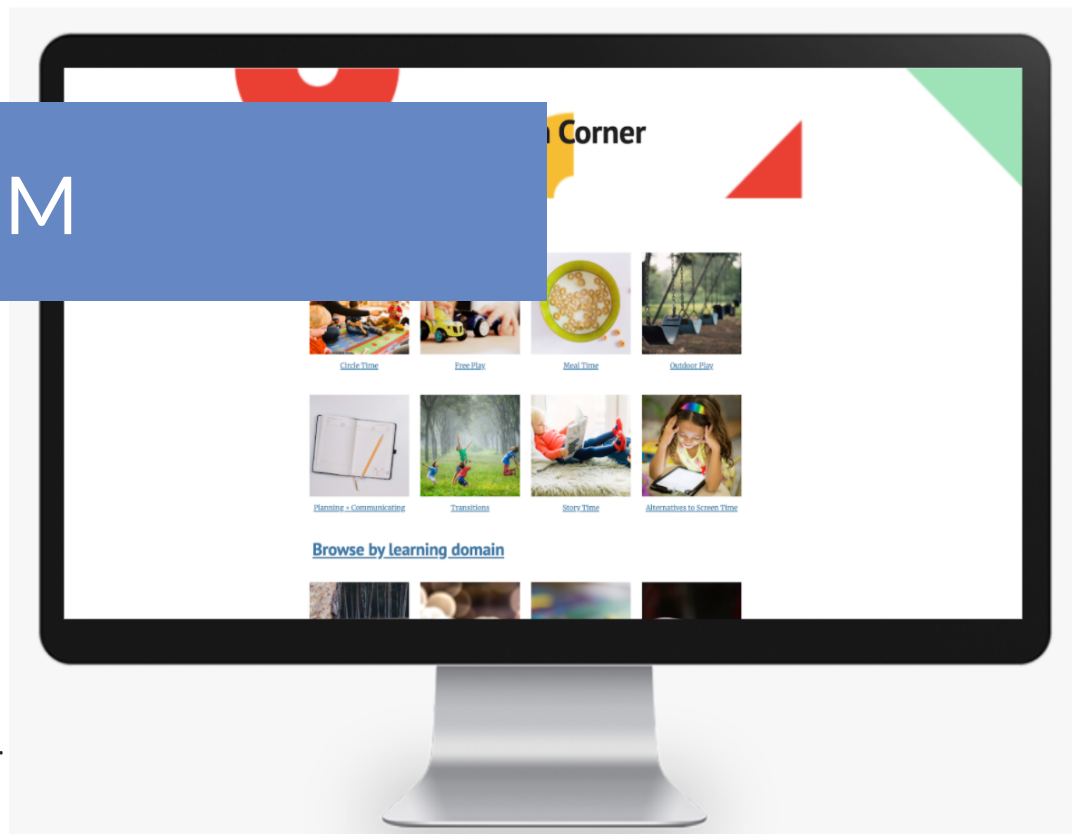 Corner
M
Circle Time
Free Play
Meal Time
Outdoor Play
Planning + Communicating
Transitions
Story Time
Alternatives to Screen Time
Browse by learning domain